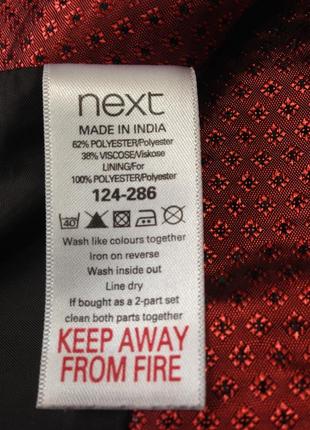 next
MADE IN INDIA
62% POLYESTER/Polyester
38% VISCOSE/Viskose
LINING/For
100% POLYESTER/Polyester
124-286
40
Wash like colours together
Iron on reverse
Wash inside out
Line dry
If bought as a 2-part set
clean both parts together
KEEP AWAY
FROM FIRE